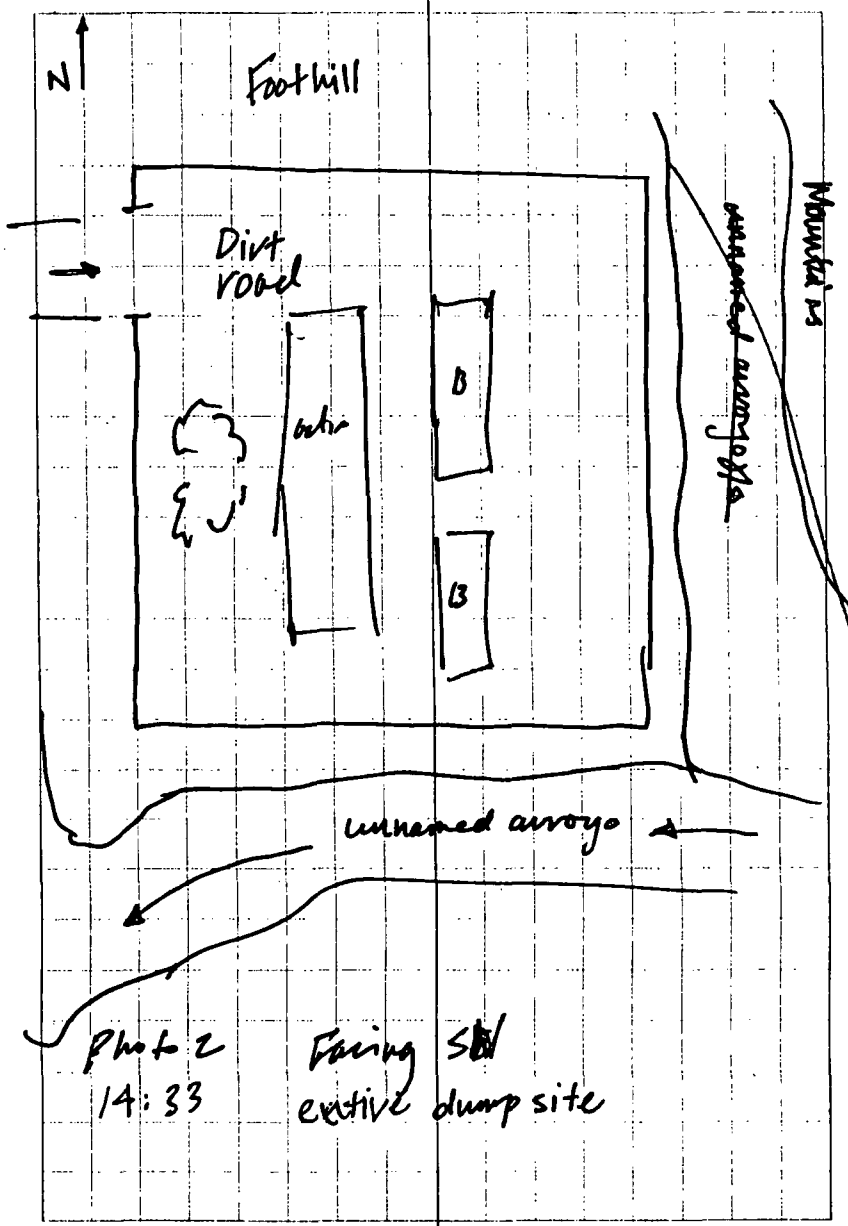 N
Foothill
Dirt
road
Mountains
unnamed arroyo
B
B
unnamed arroyo
Photo 2
14:33
Facing SW
entire dump site